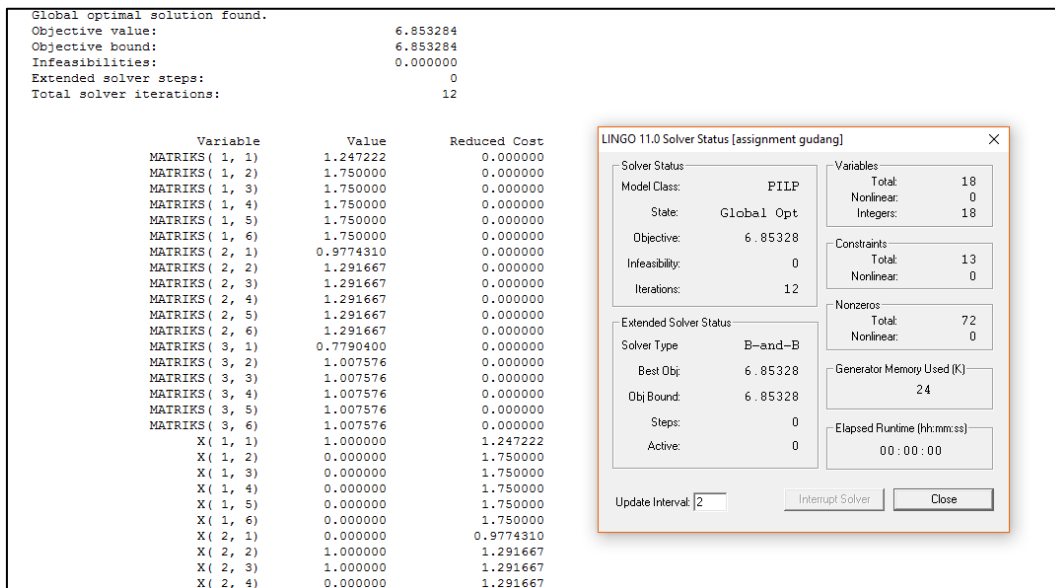 Global optimal solution found.
Objective value: 6.853284
Objective bound: 6.853284
Infeasibilities: 0.000000
Extended solver steps: 0
Total solver iterations: 12
Variable Value Reduced Cost
MATRIKS( 1, 1) 1.247222 0.000000
MATRIKS( 1, 2) 1.750000 0.000000
MATRIKS( 1, 3) 1.750000 0.000000
MATRIKS( 1, 4) 1.750000 0.000000
MATRIKS( 1, 5) 1.750000 0.000000
MATRIKS( 1, 6) 1.750000 0.000000
MATRIKS( 2, 1) 0.9774310 0.000000
MATRIKS( 2, 2) 1.291667 0.000000
MATRIKS( 2, 3) 1.291667 0.000000
MATRIKS( 2, 4) 1.291667 0.000000
MATRIKS( 2, 5) 1.291667 0.000000
MATRIKS( 2, 6) 1.291667 0.000000
MATRIKS( 3, 1) 0.7790400 0.000000
MATRIKS( 3, 2) 1.007576 0.000000
MATRIKS( 3, 3) 1.007576 0.000000
MATRIKS( 3, 4) 1.007576 0.000000
MATRIKS( 3, 5) 1.007576 0.000000
MATRIKS( 3, 6) 1.007576 0.000000
X( 1, 1) 1.000000 1.247222
X( 1, 2) 0.000000 1.750000
X( 1, 3) 0.000000 1.750000
X( 1, 4) 0.000000 1.750000
X( 1, 5) 0.000000 1.750000
X( 1, 6) 0.000000 1.750000
X( 2, 1) 0.000000 0.9774310
X( 2, 2) 1.000000 1.291667
X( 2, 3) 1.000000 1.291667
X( 2, 4) 0.000000 1.291667
LINGO 11.0 Solver Status [assignment gudang]
Solver Status
Model Class: PILP
State: Global Opt
Objective: 6.85328
Infeasibility: 0
Iterations: 12
Extended Solver Status
Solver Type B-and-B
Best Obj: 6.85328
Obj Bound: 6.85328
Steps: 0
Active: 0
Variables
Total: 18
Nonlinear: 0
Integers: 18
Constraints
Total: 13
Nonlinear: 0
Nonzeros
Total: 72
Nonlinear: 0
Generator Memory Used (K)
24
Elapsed Runtime (hh:mm:ss)
00:00:00
Update Interval: 2
Interrupt Solver
Close